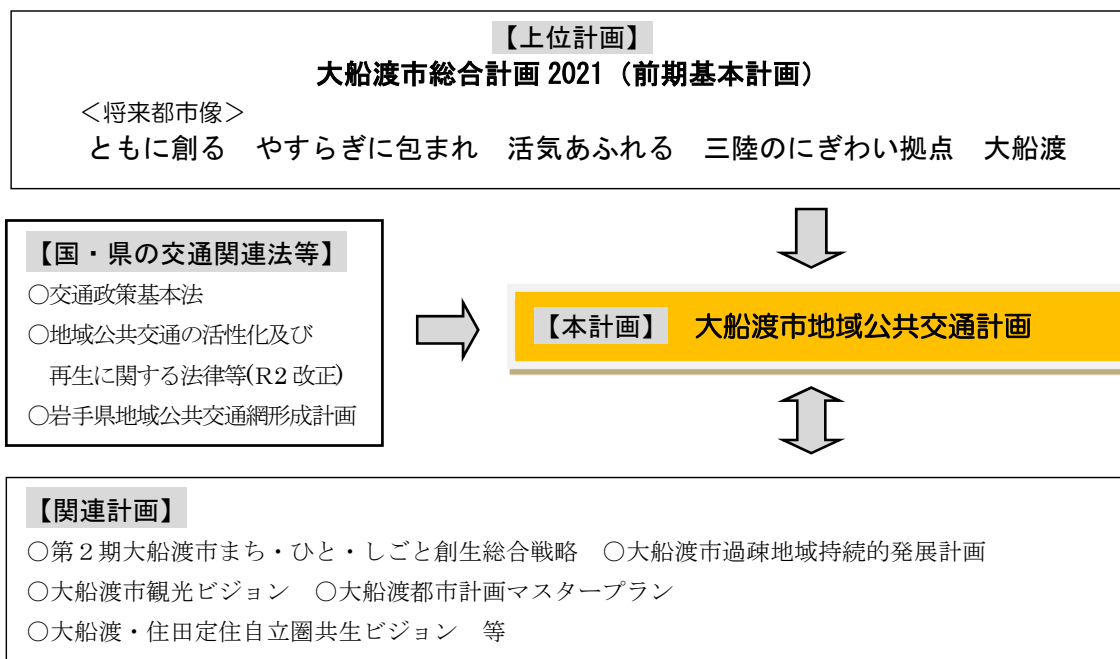 【上位計画】
大船渡市総合計画 2021（前期基本計画）
＜将来都市像＞
ともに創る　やすらぎに包まれ　活気あふれる　三陸のにぎわい拠点　大船渡
【国・県の交通関連法等】
○交通政策基本法
○地域公共交通の活性化及び
再生に関する法律等(R2 改正)
○岩手県地域公共交通網形成計画
【本計画】　大船渡市地域公共交通計画
【関連計画】
○第２期大船渡市まち・ひと・しごと創生総合戦略　○大船渡市過疎地域持続的発展計画
○大船渡市観光ビジョン　○大船渡都市計画マスタープラン
○大船渡・住田定住自立圏共生ビジョン　等